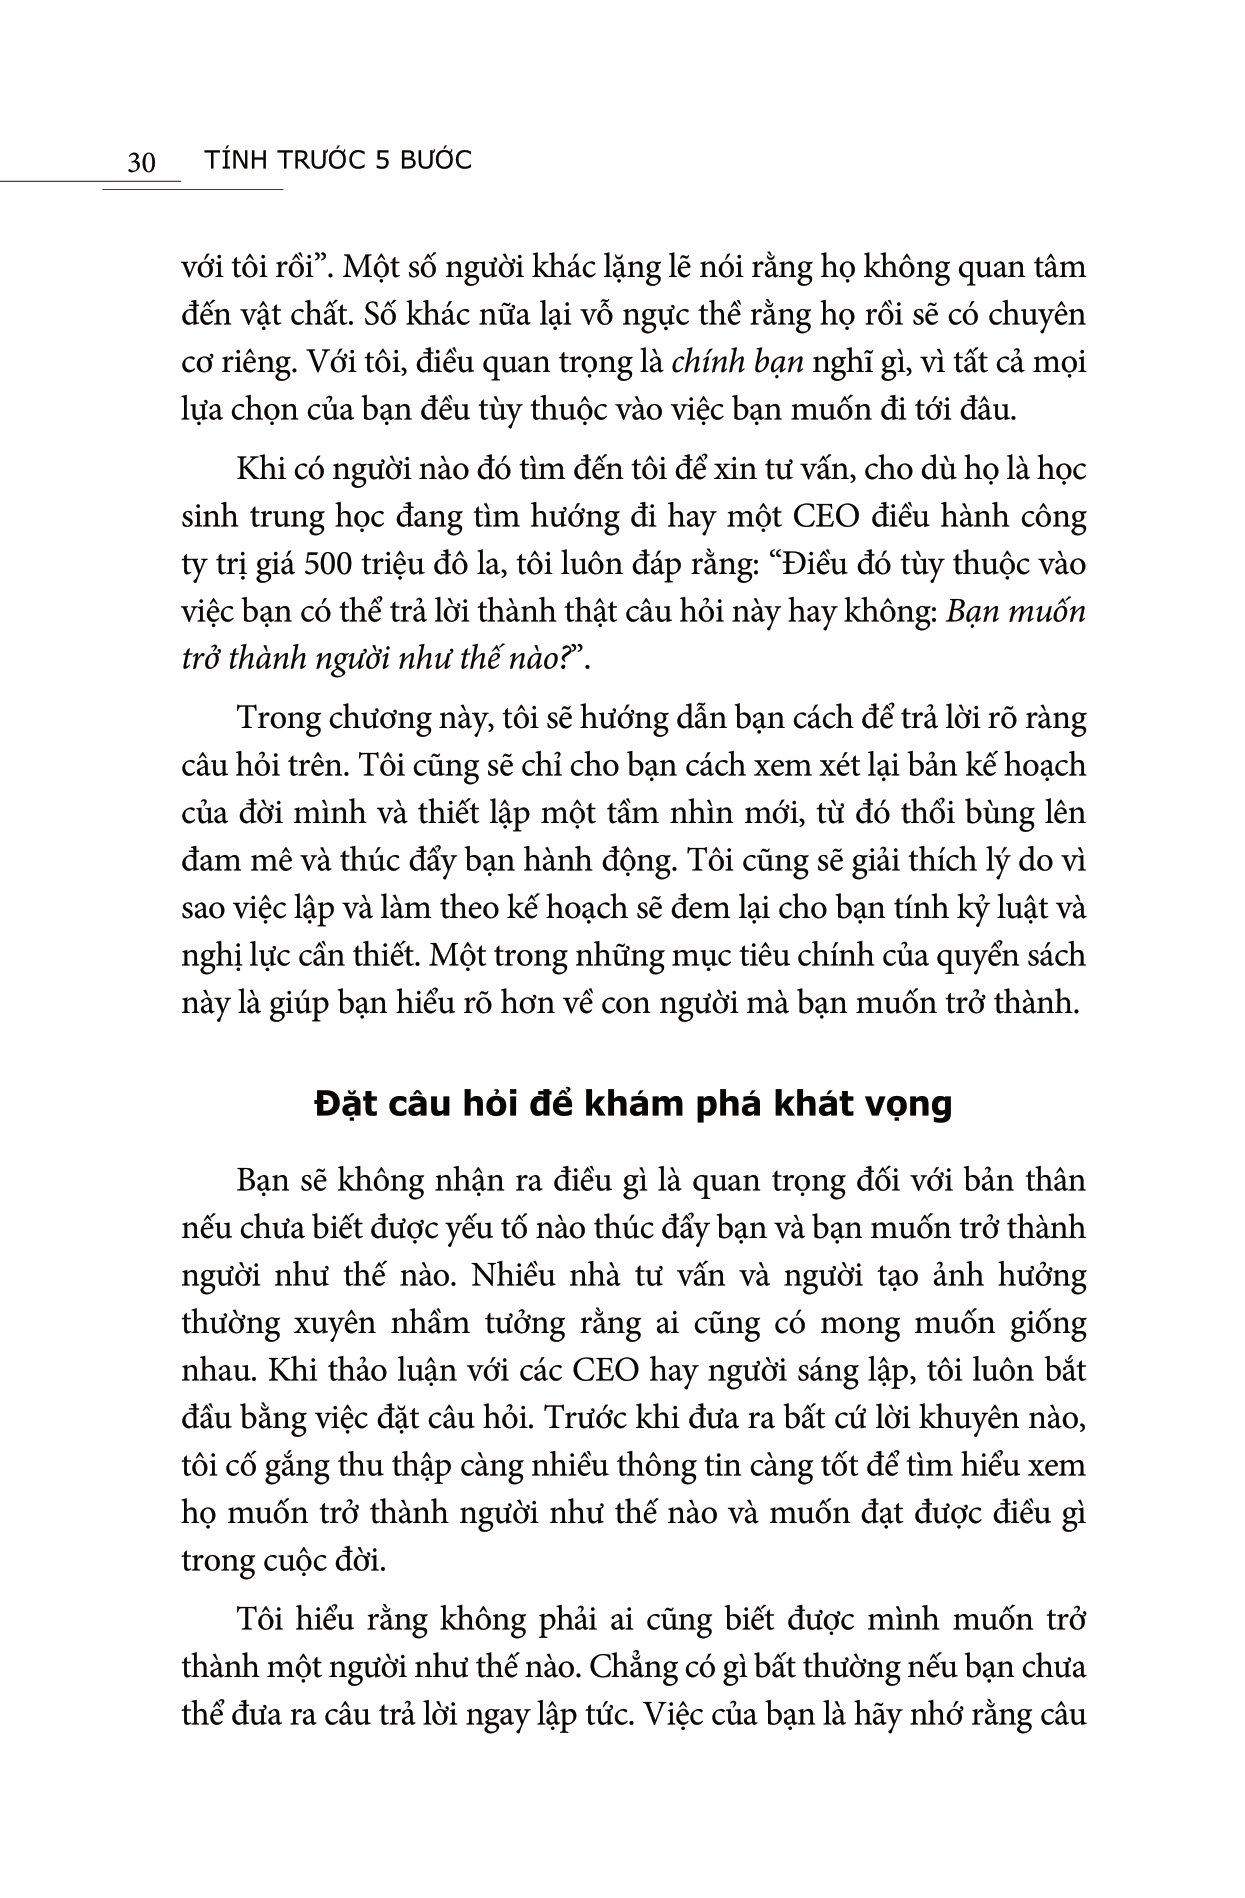 30 TÍNH TRƯỚC 5 BƯỚC
với tôi rồi”. Một số người khác lặng lẽ nói rằng họ không quan tâm
đến vật chất. Số khác nữa lại vỗ ngực thề rằng họ rồi sẽ có chuyên
cơ riêng. Với tôi, điều quan trọng là chính bạn nghĩ gì, vì tất cả mọi
lựa chọn của bạn đều tùy thuộc vào việc bạn muốn đi tới đâu.
Khi có người nào đó tìm đến tôi để xin tư vấn, cho dù họ là học
sinh trung học đang tìm hướng đi hay một CEO điều hành công
ty trị giá 500 triệu đô la, tôi luôn đáp rằng: “Điều đó tùy thuộc vào
việc bạn có thể trả lời thành thật câu hỏi này hay không: Bạn muốn
trở thành người như thế nào?”.
Trong chương này, tôi sẽ hướng dẫn bạn cách để trả lời rõ ràng
câu hỏi trên. Tôi cũng sẽ chỉ cho bạn cách xem xét lại bản kế hoạch
của đời mình và thiết lập một tầm nhìn mới, từ đó thổi bùng lên
đam mê và thúc đẩy bạn hành động. Tôi cũng sẽ giải thích lý do vì
sao việc lập và làm theo kế hoạch sẽ đem lại cho bạn tính kỷ luật và
nghị lực cần thiết. Một trong những mục tiêu chính của quyển sách
này là giúp bạn hiểu rõ hơn về con người mà bạn muốn trở thành.
Đặt câu hỏi để khám phá khát vọng
Bạn sẽ không nhận ra điều gì là quan trọng đối với bản thân
nếu chưa biết được yếu tố nào thúc đẩy bạn và bạn muốn trở thành
người như thế nào. Nhiều nhà tư vấn và người tạo ảnh hưởng
thường xuyên nhầm tưởng rằng ai cũng có mong muốn giống
nhau. Khi thảo luận với các CEO hay người sáng lập, tôi luôn bắt
đầu bằng việc đặt câu hỏi. Trước khi đưa ra bất cứ lời khuyên nào,
tôi cố gắng thu thập càng nhiều thông tin càng tốt để tìm hiểu xem
họ muốn trở thành người như thế nào và muốn đạt được điều gì
trong cuộc đời.
Tôi hiểu rằng không phải ai cũng biết được mình muốn trở
thành một người như thế nào. Chẳng có gì bất thường nếu bạn chưa
thể đưa ra câu trả lời ngay lập tức. Việc của bạn là hãy nhớ rằng câu